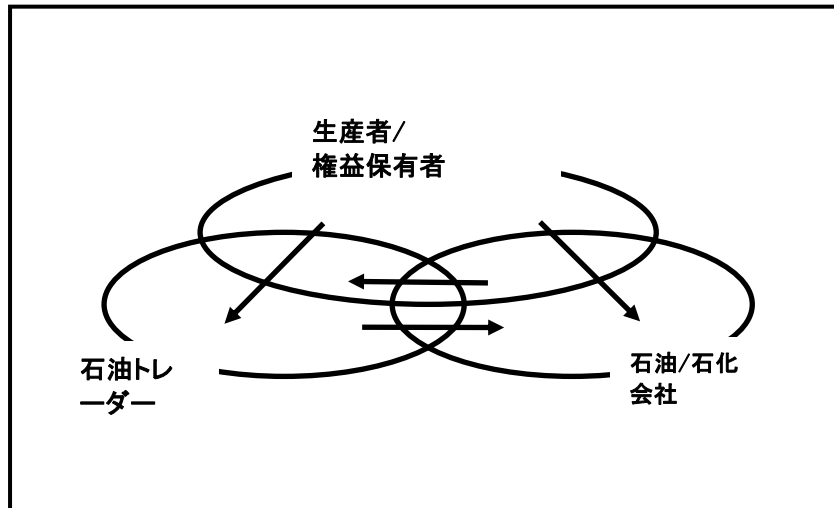 生産者/
権益保有者
石油トレ
ーダー
石油/石化
会社